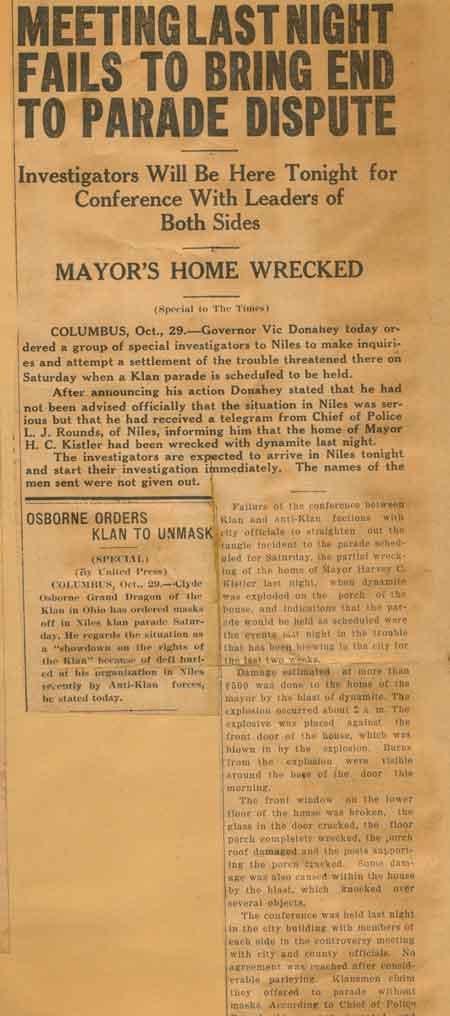 MEETING LAST NIGHT
FAILS TO BRING END
TO PARADE DISPUTE
Investigators Will Be Here Tonight for
Conference With Leaders of
Both Sides
MAYOR'S HOME WRECKED
(Special to The Times)
COLUMBUS, Oct., 29.—Governor Vic Donahey today or-
dered a group of special investigators to Niles to make inquiri-
es and attempt a settlement of the trouble threatened there on
Saturday when a Klan parade is scheduled to be held.
After announcing his action Donahey stated that he had
not been advised officially that the situation in Niles was ser-
ious but that he had received a telegram from Chief of Police
L. J. Rounds, of Niles, informing him that the home of Mayor
H. C. Kistler had been wrecked with dynamite last night.
The investigators are expected to arrive in Niles tonight
and start their investigation immediately. The names of the
men sent were not given out.
OSBORNE ORDERS
KLAN TO UNMASK
(SPECIAL)
(By United Press)
COLUMBUS, Oct., 29.—Clyde
Osborne Grand Dragon of the
Klan in Ohio has ordered masks
off in Niles klan parade Satur-
day. He regards the situation as
a "showdown on the rights of
the Klan" because of defi hurl-
ed at his organization in Niles
recently by Anti-Klan forces,
he stated today.
Failure of the conference between
Klan and anti-Klan factions with
city officials to straighten out the
tangle incident to the parade sched-
uled for Saturday, the partial wreck-
ing of the home of Mayor Harvey C.
Kistler last night, when dynamite
was exploded on the porch of the
house, and indications that the par-
ade would be held as scheduled were
the events last night in the trouble
that has been brewing in the city for
the last two weeks.
Damage estimated at more than
$500 was done to the home of the
mayor by the blast of dynamite. The
explosion occurred about 2 a. m. The
explosive was placed against the
front door of the house, which was
blown in by the explosion. Burns
from the explosion were visible
around the base of the door this
morning.
The front window on the lower
floor of the house was broken, the
glass in the door cracked, the floor
porch completely wrecked, the porch
roof damaged and the posts support-
ing the porch cracked. Some dam-
age was also caused within the house
by the blast, which knocked over
several objects.
The conference was held last night
in the city building with members of
each side in the controversy meeting
with city and county officials. No
agreement was reached after consid-
erable parleying. Klansmen claim
they offered to parade without
masks. According to Chief of Police